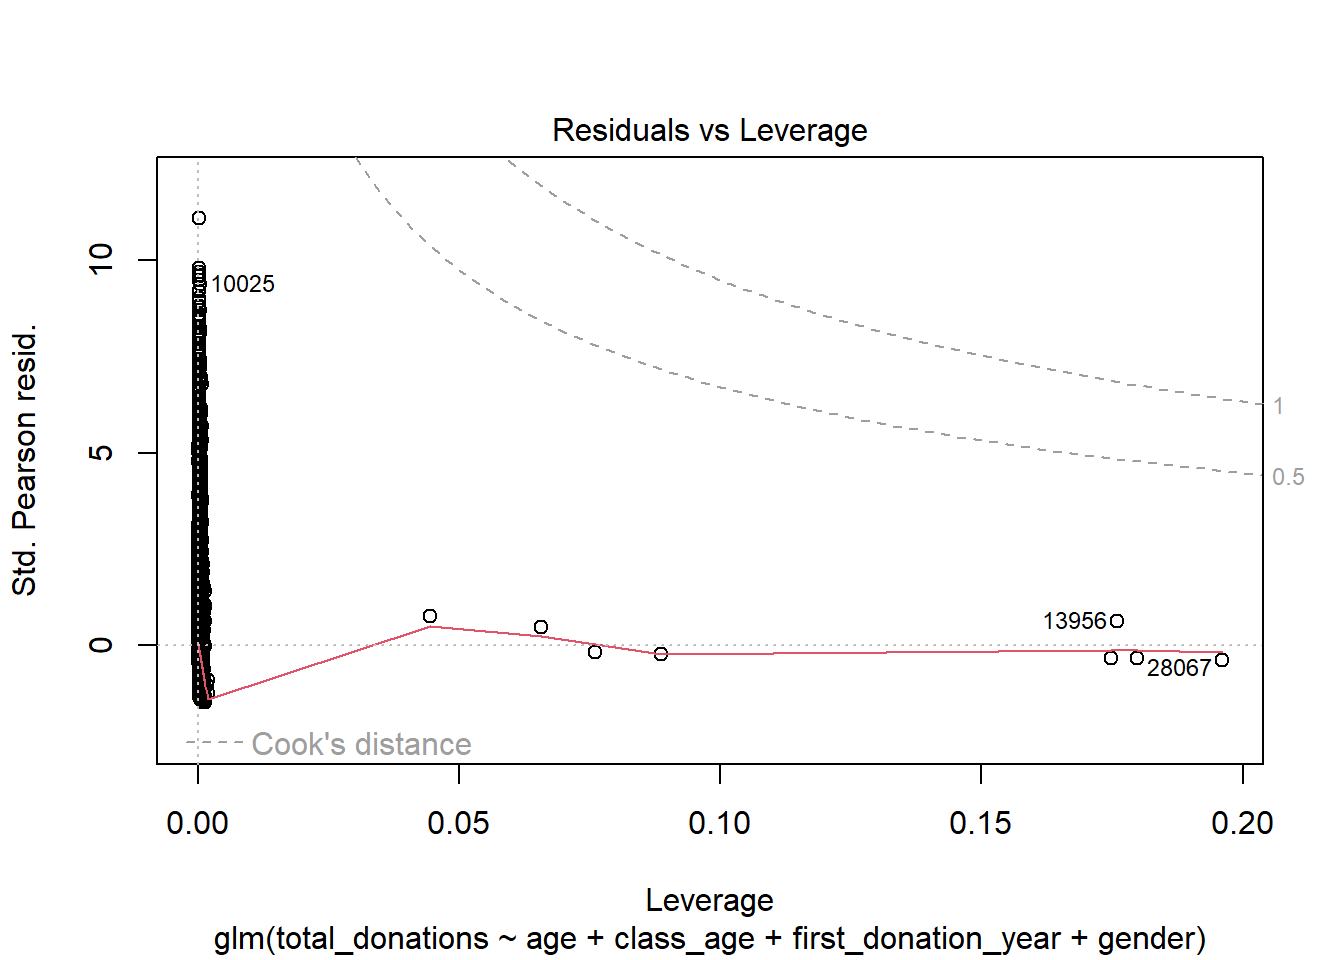 Residuals vs Leverage
Std. Pearson resid.
10
5
0
10025
13956
28067
1
0.5
Cook's distance
0.00 0.05 0.10 0.15 0.20
Leverage
glm(total_donations ~ age + class_age + first_donation_year + gender)